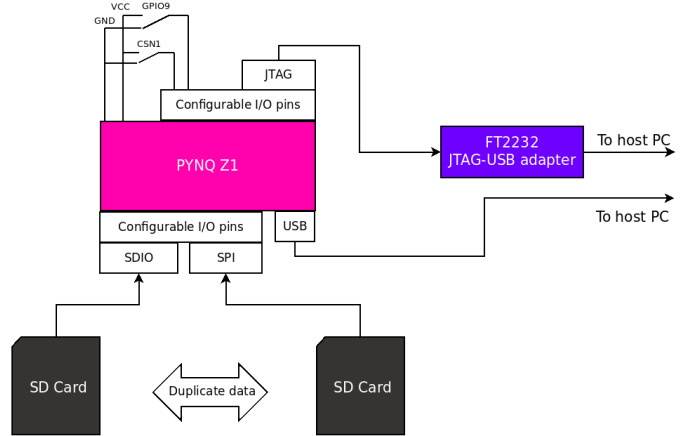 VCC
GPIO9
GND
CSN1
JTAG
Configurable I/O pins
PYNQ Z1
FT2232
JTAG-USB adapter
To host PC
Configurable I/O pins
USB
To host PC
SDIO
SPI
SD Card
Duplicate data
SD Card